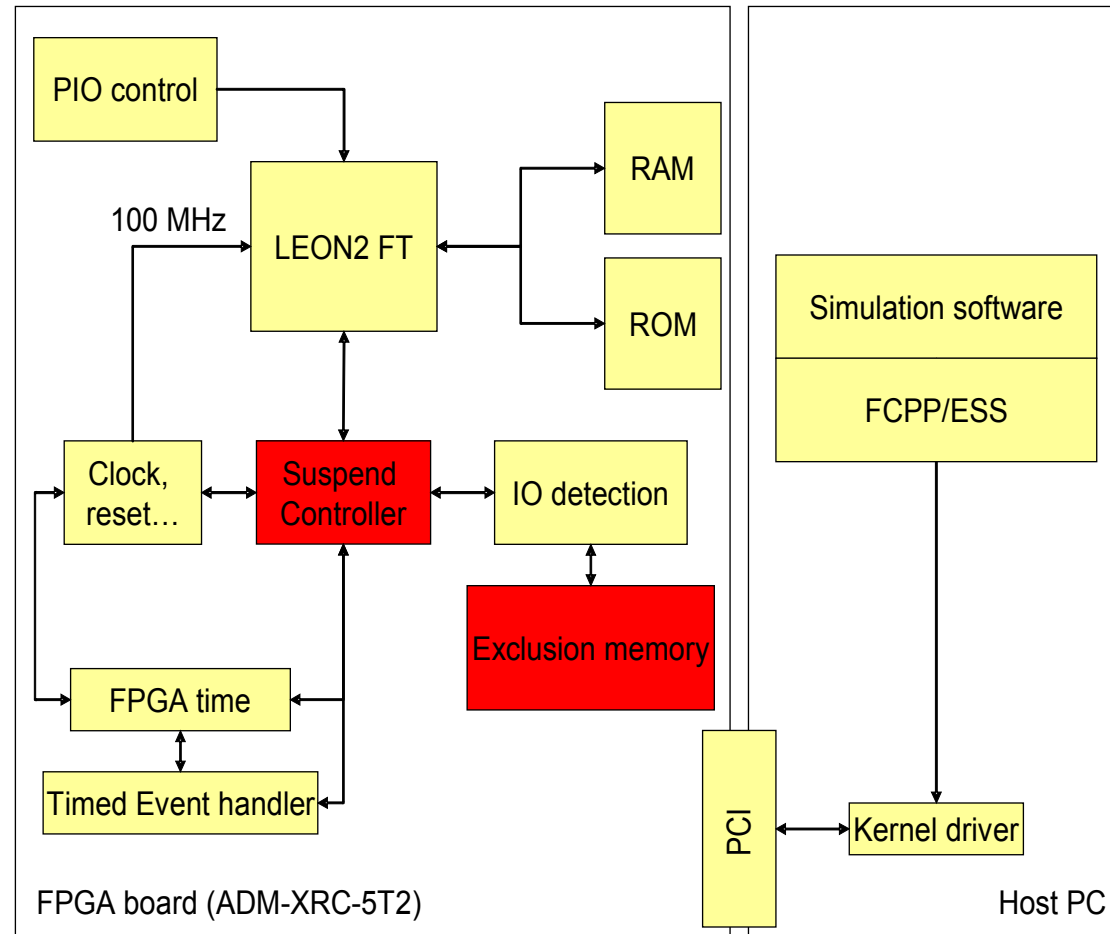 PIO control
RAM
100 MHz
LEON2 FT
ROM
Simulation software
FCPP/ESS
Clock,
reset…
Suspend
Controller
IO detection
Exclusion memory
FPGA time
Timed Event handler
PCI
Kernel driver
FPGA board (ADM-XRC-5T2)
Host PC